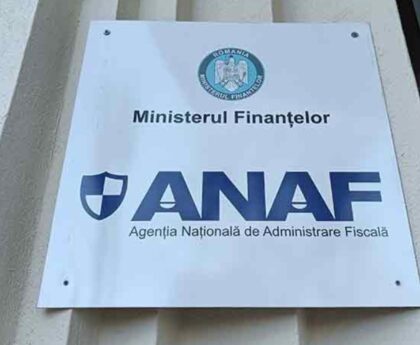 ROMANIA
MINISTERUL FINANȚELOR
Ministerul Finanțelor
ANAF
Agenția Națională de Administrare Fiscală